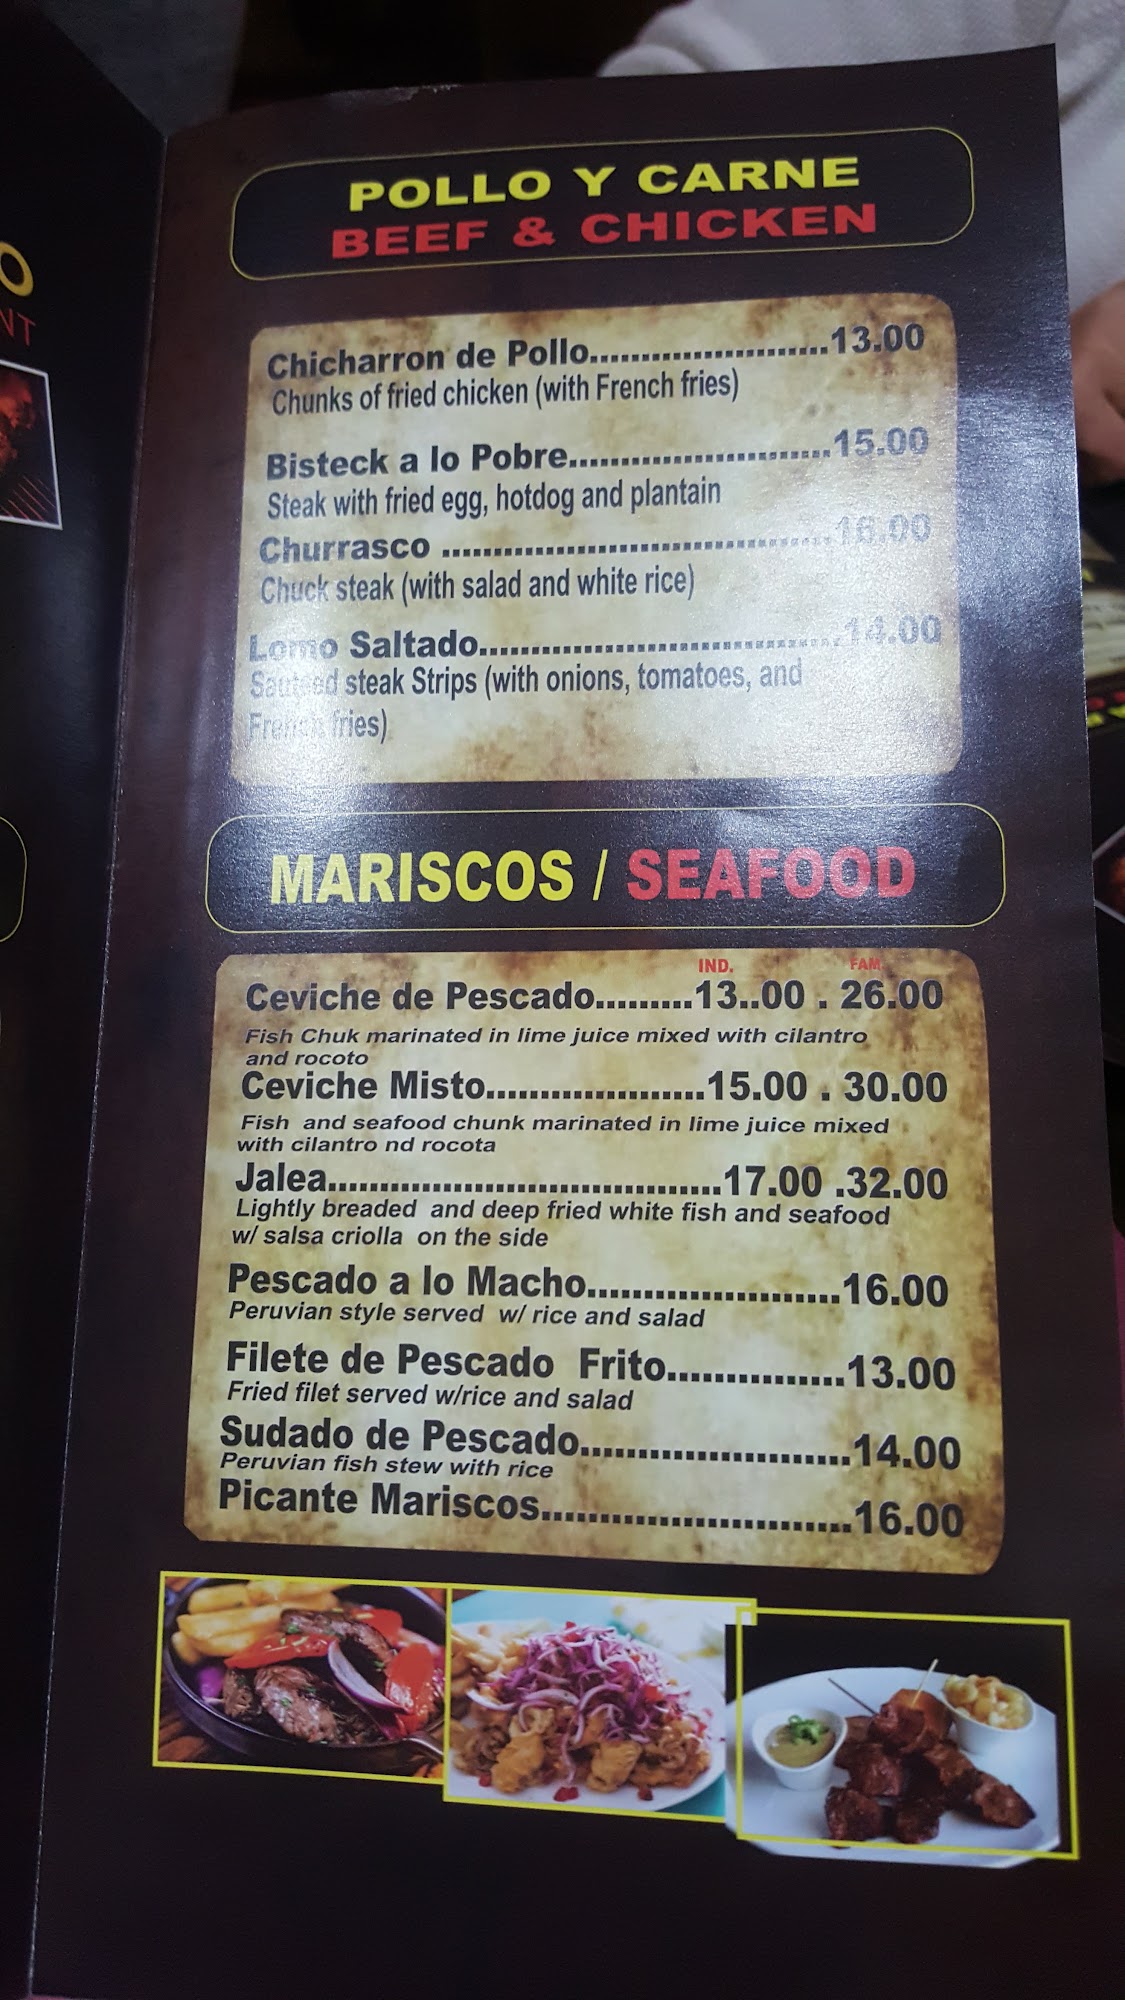 O
NT
POLLO Y CARNE
BEEF & CHICKEN
Chicharron de Pollo.......................13.00
Chunks of fried chicken (with French fries)
Bisteck a lo Pobre.........................15.00
Steak with fried egg, hotdog and plantain
Churrasco .....................................16.00
Chuck steak (with salad and white rice)
Lomo Saltado...................................14.00
Sauteed steak Strips (with onions, tomatoes, and
French fries)
MARISCOS / SEAFOOD
IND. FAM
Ceviche de Pescado.........13..00 . 26.00
Fish Chuk marinated in lime juice mixed with cilantro
and rocoto
Ceviche Misto.....................15.00 . 30.00
Fish and seafood chunk marinated in lime juice mixed
with cilantro nd rocota
Jalea......................................17.00 .32.00
Lightly breaded and deep fried white fish and seafood
w/ salsa criolla on the side
Pescado a lo Macho........................16.00
Peruvian style served w/ rice and salad
Filete de Pescado Frito...............13.00
Fried filet served w/rice and salad
Sudado de Pescado..........................14.00
Peruvian fish stew with rice
Picante Mariscos..............................16.00